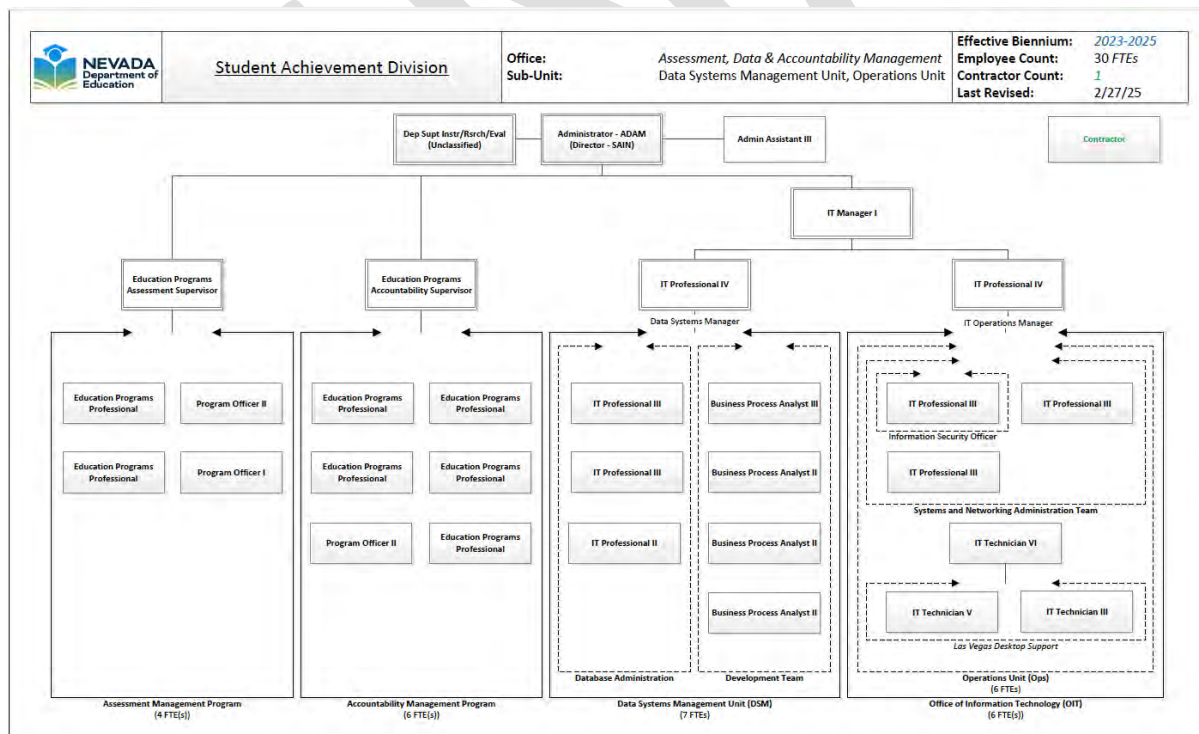 NEVADA
Department of
Education
Student Achievement Division
Office: Assessment, Data & Accountability Management
Sub-Unit: Data Systems Management Unit, Operations Unit
Effective Biennium: 2023-2025
Employee Count: 30 FTEs
Contractor Count: 1
Last Revised: 2/27/25
Dep Supt Instr/Rsrch/Eval
(Unclassified)
Administrator - ADAM
(Director - SAIN)
Admin Assistant III
Contractor
IT Manager I
Education Programs
Assessment Supervisor
Education Programs
Accountability Supervisor
IT Professional IV
Data Systems Manager
IT Professional IV
IT Operations Manager
Education Programs
Professional
Program Officer II
Education Programs
Professional
Program Officer I
Assessment Management Program
(4 FTE(s))
Education Programs
Professional
Education Programs
Professional
Education Programs
Professional
Education Programs
Professional
Program Officer II
Education Programs
Professional
Accountability Management Program
(6 FTE(s))
IT Professional III
IT Professional III
IT Professional II
Database Administration
Business Process Analyst III
Business Process Analyst II
Business Process Analyst II
Business Process Analyst II
Development Team
Data Systems Management Unit (DSM)
(7 FTEs)
IT Professional III
Information Security Officer
IT Professional III
IT Professional III
Systems and Networking Administration Team
IT Technician VI
IT Technician V
IT Technician III
Las Vegas Desktop Support
Operations Unit (Ops)
(6 FTEs)
Office of Information Technology (OIT)
(6 FTE(s))